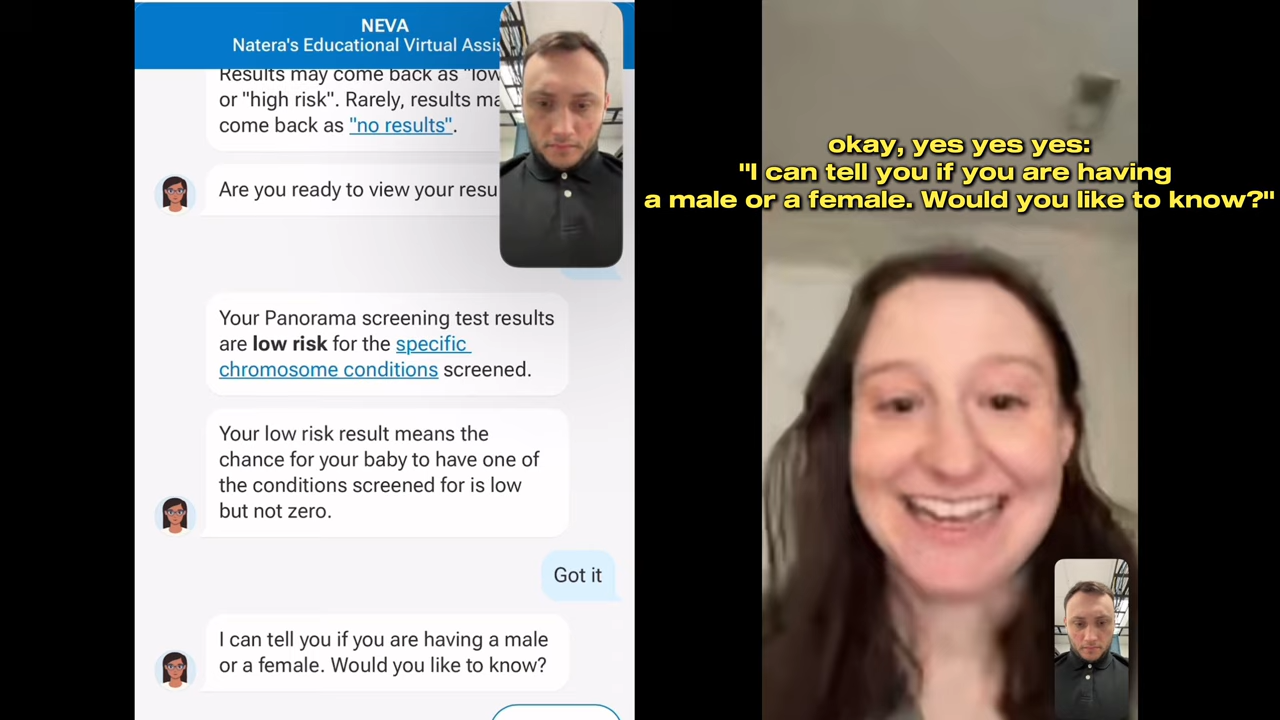 NEVA
Natera's Educational Virtual
Results may come back as "low
or "high risk". Rarely, results
come back as "no results".
Are you ready to view your
Your Panorama screening test results
are low risk for the specific
chromosome conditions screened.
Your low risk result means the
chance for your baby to have one of
the conditions screened for is low
but not zero.
Got it
I can tell you if you are having a male
or a female. Would you like to know?
okay, yes yes yes:
"I can tell you if you are having
a male or a female. Would you like to know?"